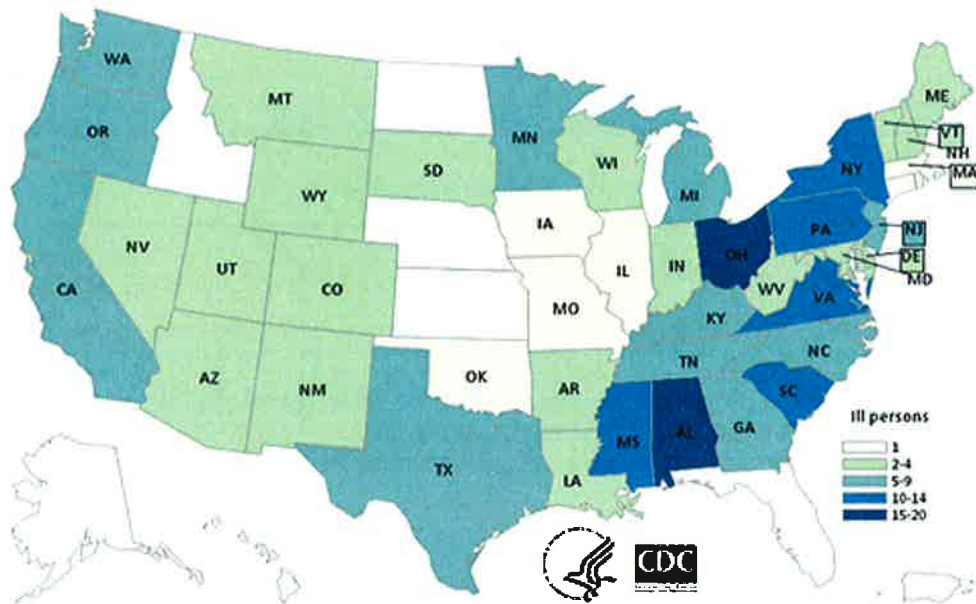 WA
MT
ME
OR
MN
VT
NH
SD
WI
NY
MA
WY
MI
IA
PA
NJ
NV
UT
IL
IN
OH
DE
CO
MD
CA
WV
MO
VA
KY
TN
NC
AZ
NM
OK
AR
SC
MS
AL
GA
TX
LA
Ill persons
1
2-4
5-9
10-14
15-20
CDC